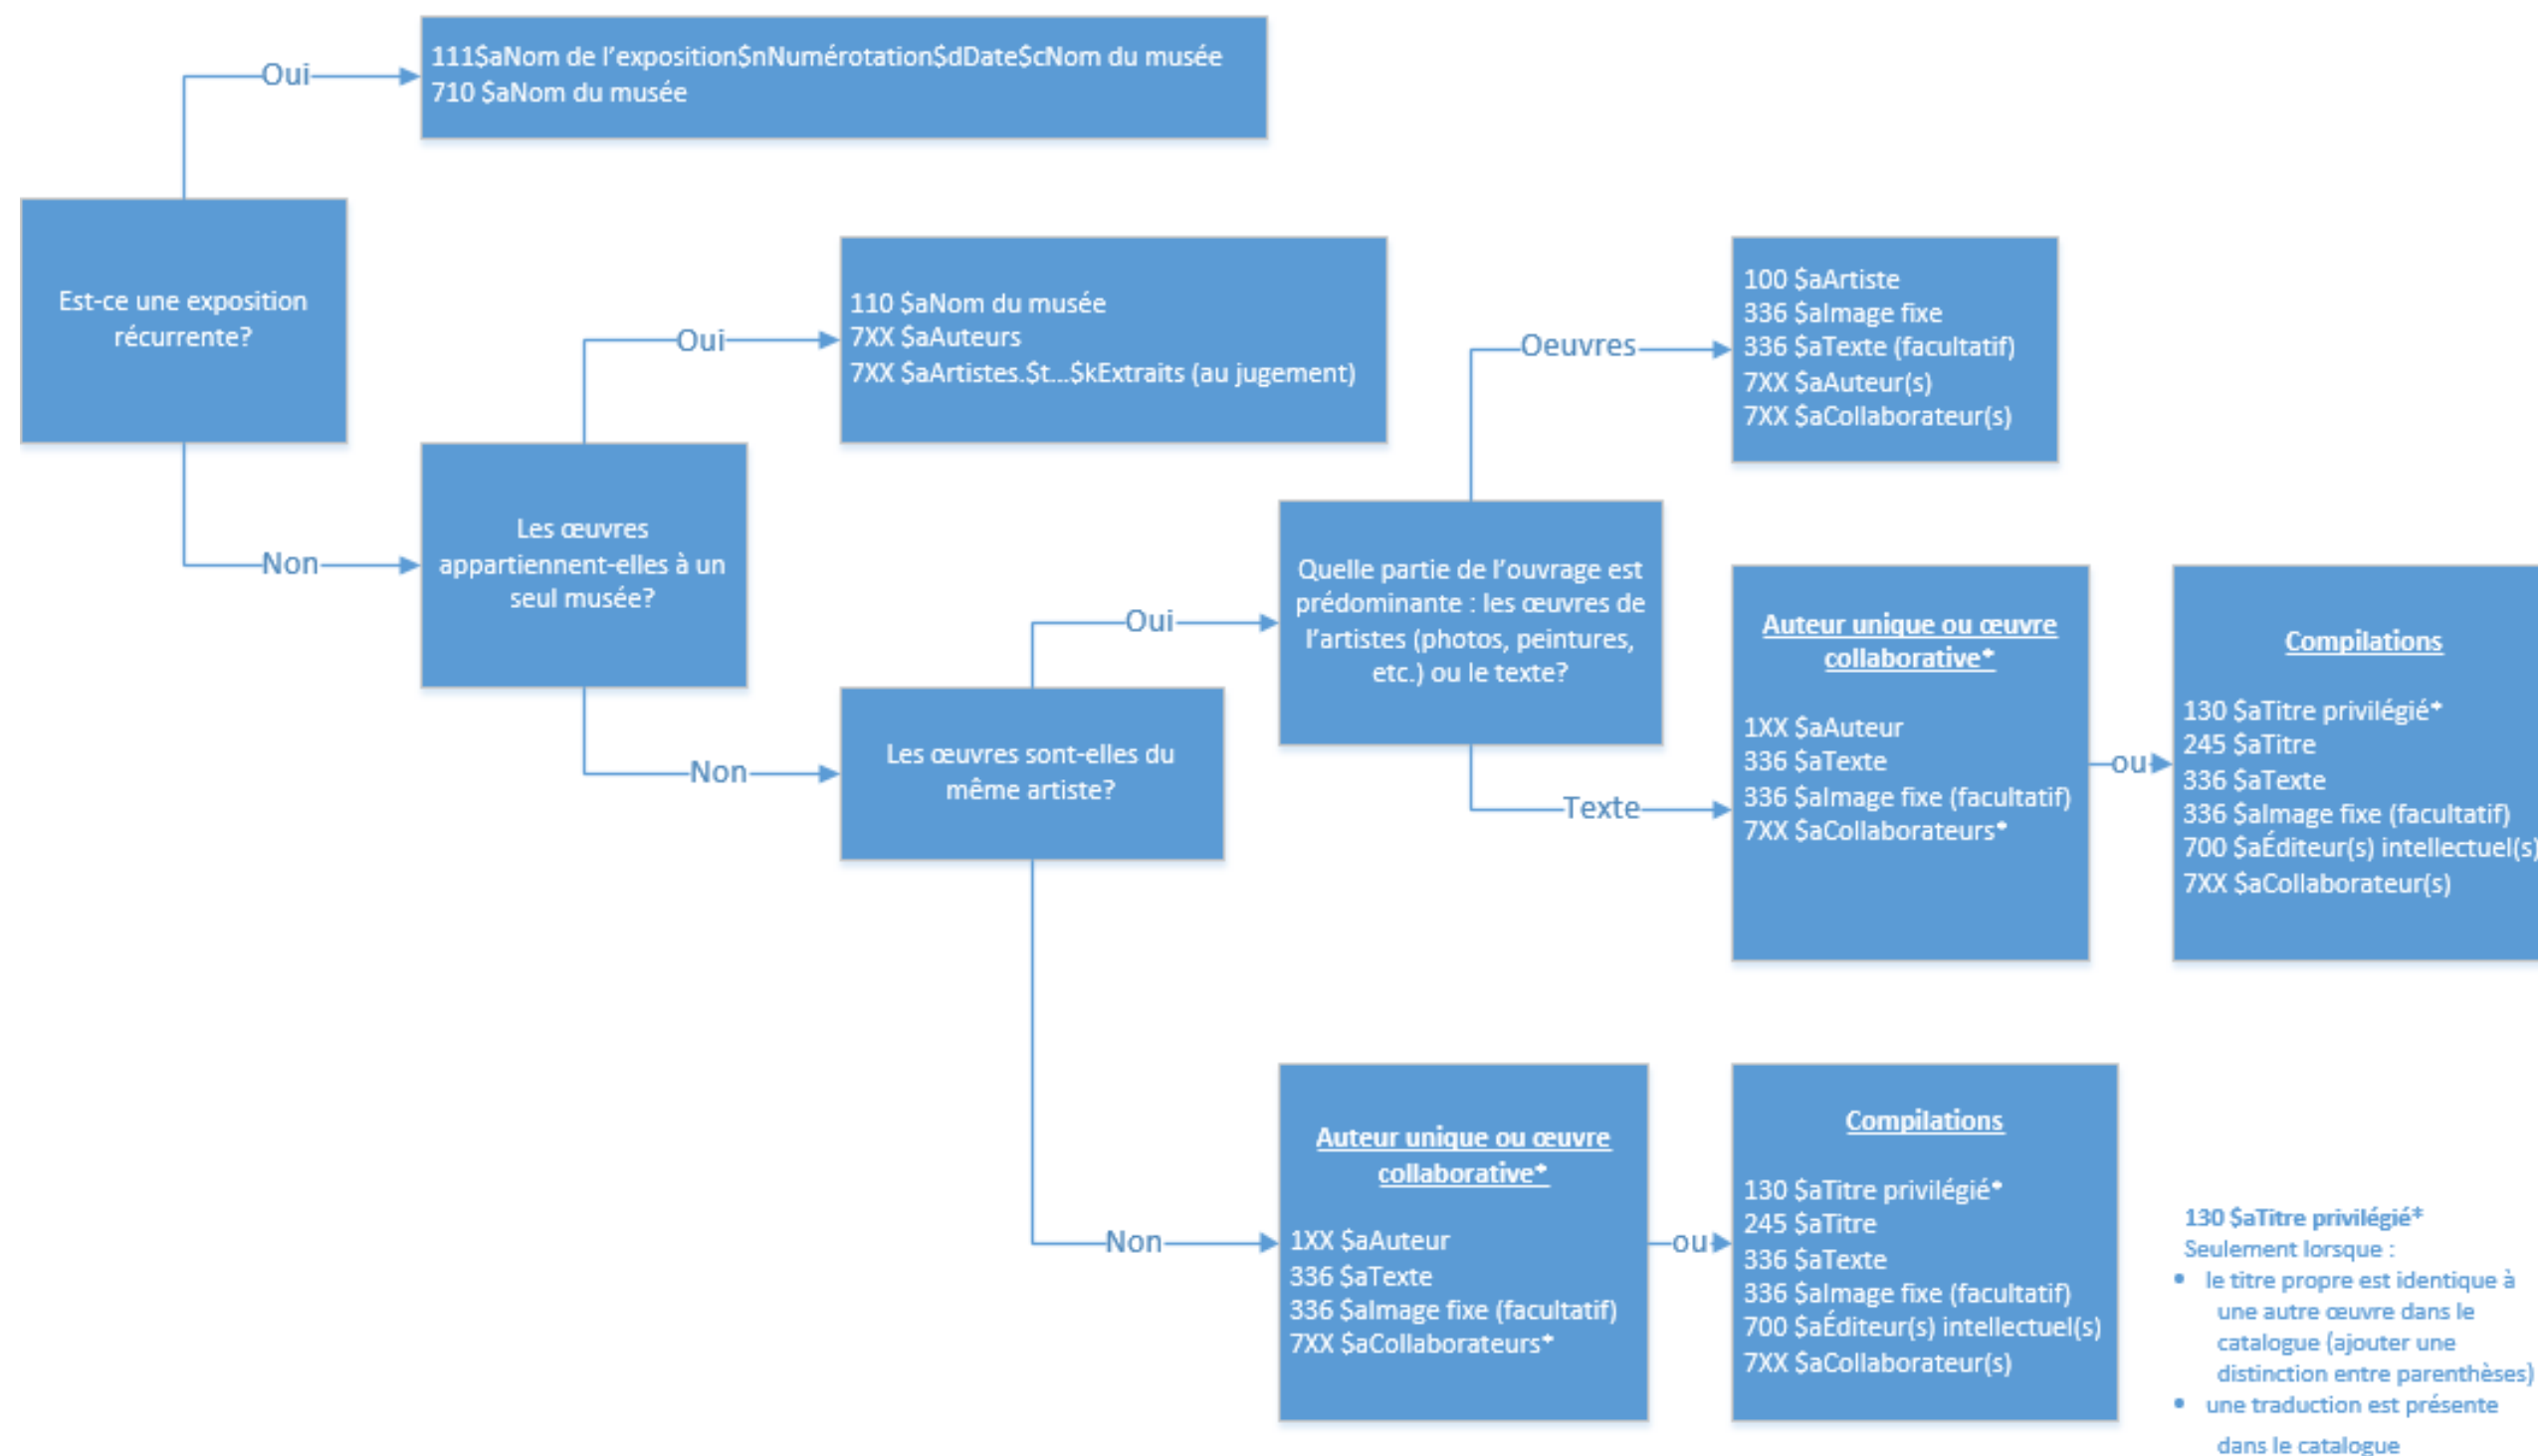 Oui
111$aNom de l'exposition$nNumérotation$dDate$cNom du musée
710 $aNom du musée
Est-ce une exposition
récurrente?
Non
Les œuvres
appartiennent-elles à un
seul musée?
Oui
110 $aNom du musée
7XX $aAuteurs
7XX $aArtistes.$t...$kExtraits (au jugement)
Non
Les œuvres sont-elles du
même artiste?
Oui
Quelle partie de l'ouvrage est
prédominante : les œuvres de
l'artistes (photos, peintures,
etc.) ou le texte?
Oeuvres
100 $aArtiste
336 $aImage fixe
336 $aTexte (facultatif)
7XX $aAuteur(s)
7XX $aCollaborateur(s)
Texte
Auteur unique ou œuvre
collaborative*
1XX $aAuteur
336 $aTexte
336 $aImage fixe (facultatif)
7XX $aCollaborateurs*
ou
Compilations
130 $aTitre privilégié*
245 $aTitre
336 $aTexte
336 $aImage fixe (facultatif)
700 $aÉditeur(s) intellectuel(s)
7XX $aCollaborateur(s)
Non
Auteur unique ou œuvre
collaborative*
1XX $aAuteur
336 $aTexte
336 $aImage fixe (facultatif)
7XX $aCollaborateurs*
ou
Compilations
130 $aTitre privilégié*
245 $aTitre
336 $aTexte
336 $aImage fixe (facultatif)
700 $aÉditeur(s) intellectuel(s)
7XX $aCollaborateur(s)
130 $aTitre privilégié*
Seulement lorsque :
• le titre propre est identique à
une autre œuvre dans le
catalogue (ajouter une
distinction entre parenthèses)
• une traduction est présente
dans le catalogue